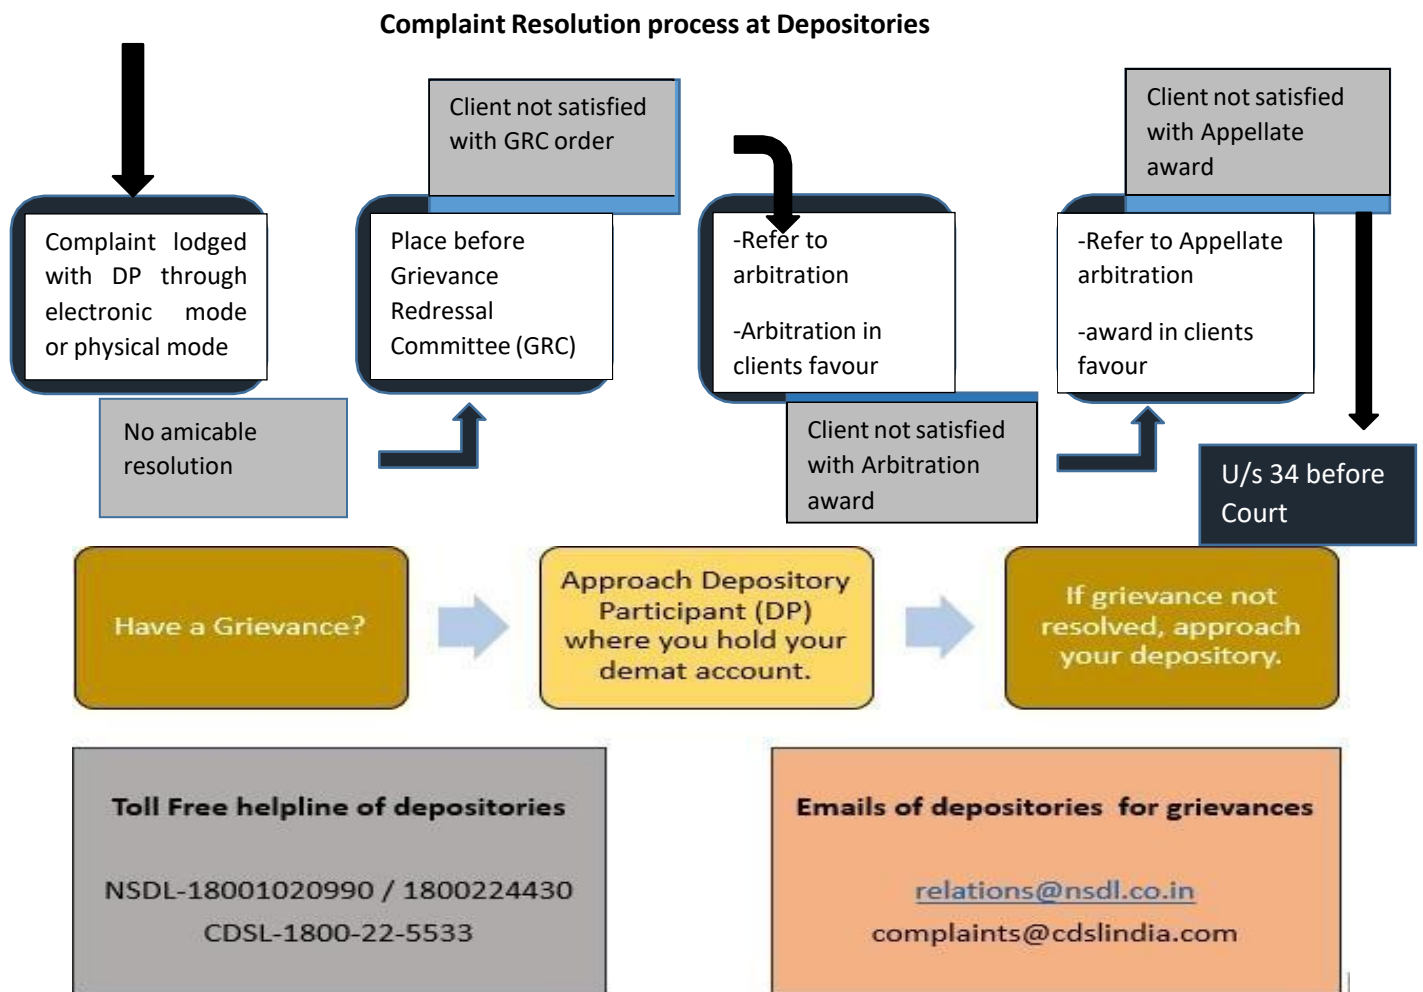 Complaint Resolution process at Depositories
Client not satisfied
with GRC order
Client not satisfied
with Appellate
award
Complaint lodged
with DP through
electronic mode
or physical mode
Place before
Grievance
Redressal
Committee (GRC)
-Refer to
arbitration
-Arbitration in
clients favour
-Refer to Appellate
arbitration
-award in clients
favour
No amicable
resolution
Client not satisfied
with Arbitration
award
U/s 34 before
Court
Have a Grievance?
Approach Depository
Participant (DP)
where you hold your
demat account.
If grievance not
resolved, approach
your depository.
Toll Free helpline of depositories
NSDL-18001020990 / 1800224430
CDSL-1800-22-5533
Emails of depositories for grievances
relations@nsdl.co.in
complaints@cdslindia.com